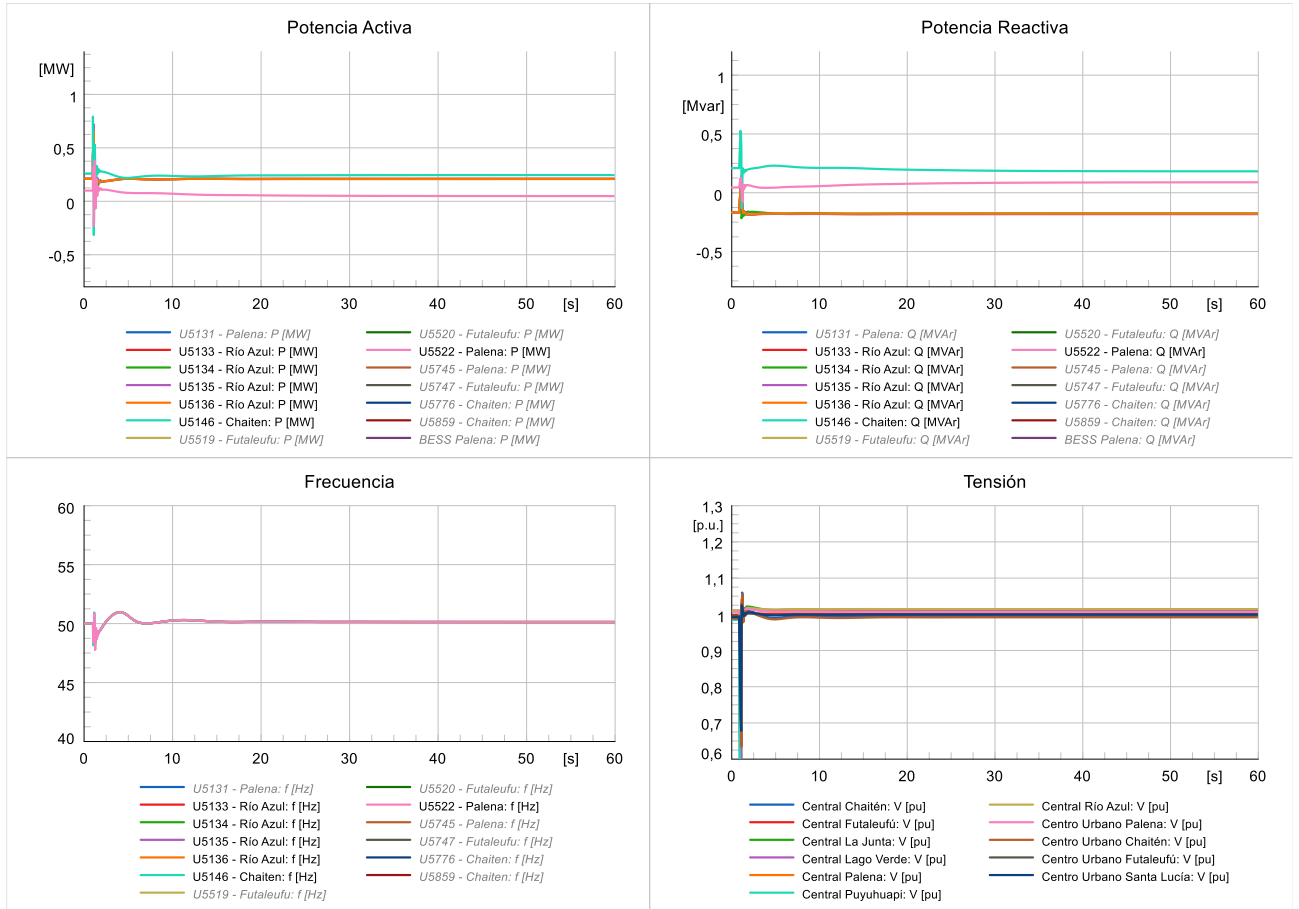 Potencia Activa
[MW]
1
0,5
0
-0,5
0 10 20 30 40 [s] 60
U5131 - Palena: P [MW]
U5133 - Río Azul: P [MW]
U5134 - Río Azul: P [MW]
U5135 - Río Azul: P [MW]
U5136 - Río Azul: P [MW]
U5146 - Chaiten: P [MW]
U5519 - Futaleufu: P [MW]
U5520 - Futaleufu: P [MW]
U5522 - Palena: P [MW]
U5745 - Palena: P [MW]
U5747 - Futaleufu: P [MW]
U5776 - Chaiten: P [MW]
U5859 - Chaiten: P [MW]
BESS Palena: P [MW]
Potencia Reactiva
1
[Mvar]
0,5
0
-0,5
0 10 20 30 40 [s] 60
U5131 - Palena: Q [MVAr]
U5133 - Río Azul: Q [MVAr]
U5134 - Río Azul: Q [MVAr]
U5135 - Río Azul: Q [MVAr]
U5136 - Río Azul: Q [MVAr]
U5146 - Chaiten: Q [MVAr]
U5519 - Futaleufu: Q [MVAr]
U5520 - Futaleufu: Q [MVAr]
U5522 - Palena: Q [MVAr]
U5745 - Palena: Q [MVAr]
U5747 - Futaleufu: Q [MVAr]
U5776 - Chaiten: Q [MVAr]
U5859 - Chaiten: Q [MVAr]
BESS Palena: Q [MVAr]
Frecuencia
60
55
50
45
40
0 10 20 30 40 [s] 60
U5131 - Palena: f [Hz]
U5133 - Río Azul: f [Hz]
U5134 - Río Azul: f [Hz]
U5135 - Río Azul: f [Hz]
U5136 - Río Azul: f [Hz]
U5146 - Chaiten: f [Hz]
U5519 - Futaleufu: f [Hz]
U5520 - Futaleufu: f [Hz]
U5522 - Palena: f [Hz]
U5745 - Palena: f [Hz]
U5747 - Futaleufu: f [Hz]
U5776 - Chaiten: f [Hz]
U5859 - Chaiten: f [Hz]
Tensión
1,3
[p.u.]
1,2
1,1
1
0,9
0,8
0,7
0,6
0 10 20 30 40 [s] 60
Central Chaitén: V [pu]
Central Futaleufú: V [pu]
Central La Junta: V [pu]
Central Lago Verde: V [pu]
Central Palena: V [pu]
Central Puyuhuapi: V [pu]
Central Río Azul: V [pu]
Centro Urbano Palena: V [pu]
Centro Urbano Chaitén: V [pu]
Centro Urbano Futaleufú: V [pu]
Centro Urbano Santa Lucía: V [pu]